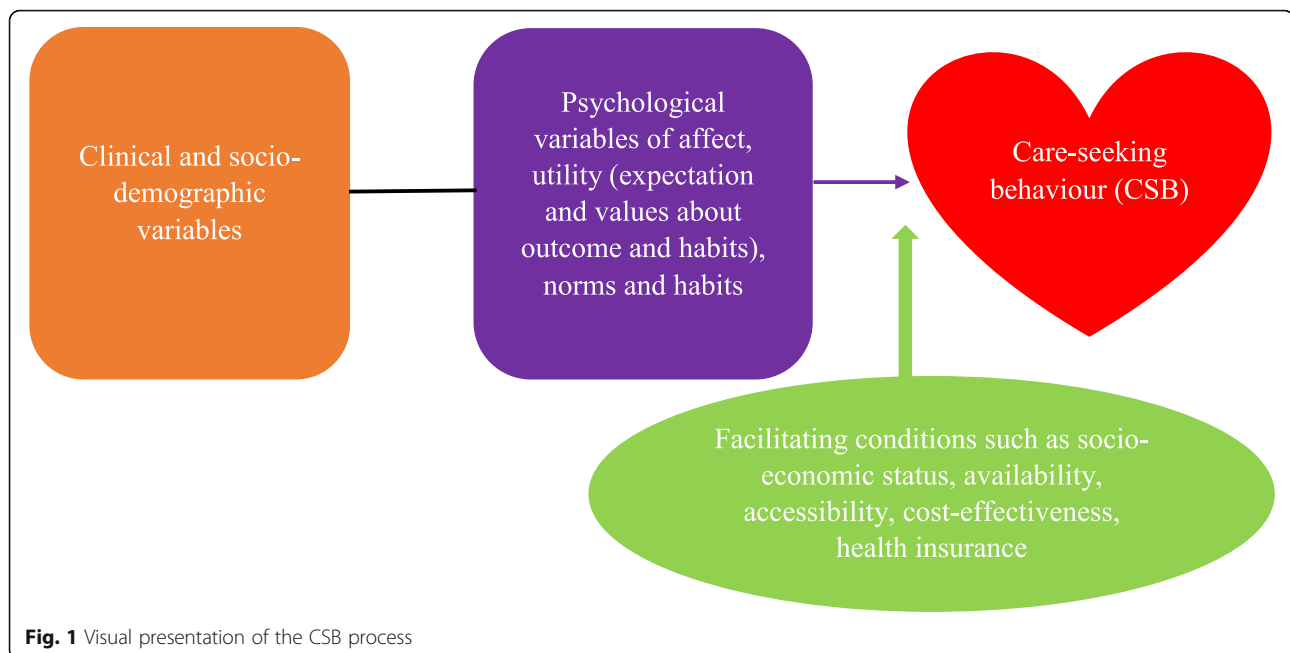 Clinical and socio-
demographic
variables
Psychological
variables of affect,
utility (expectation
and values about
outcome and habits),
norms and habits
Care-seeking
behaviour (CSB)
Facilitating conditions such as socio-
economic status, availability,
accessibility, cost-effectiveness,
health insurance
Fig. 1 Visual presentation of the CSB process